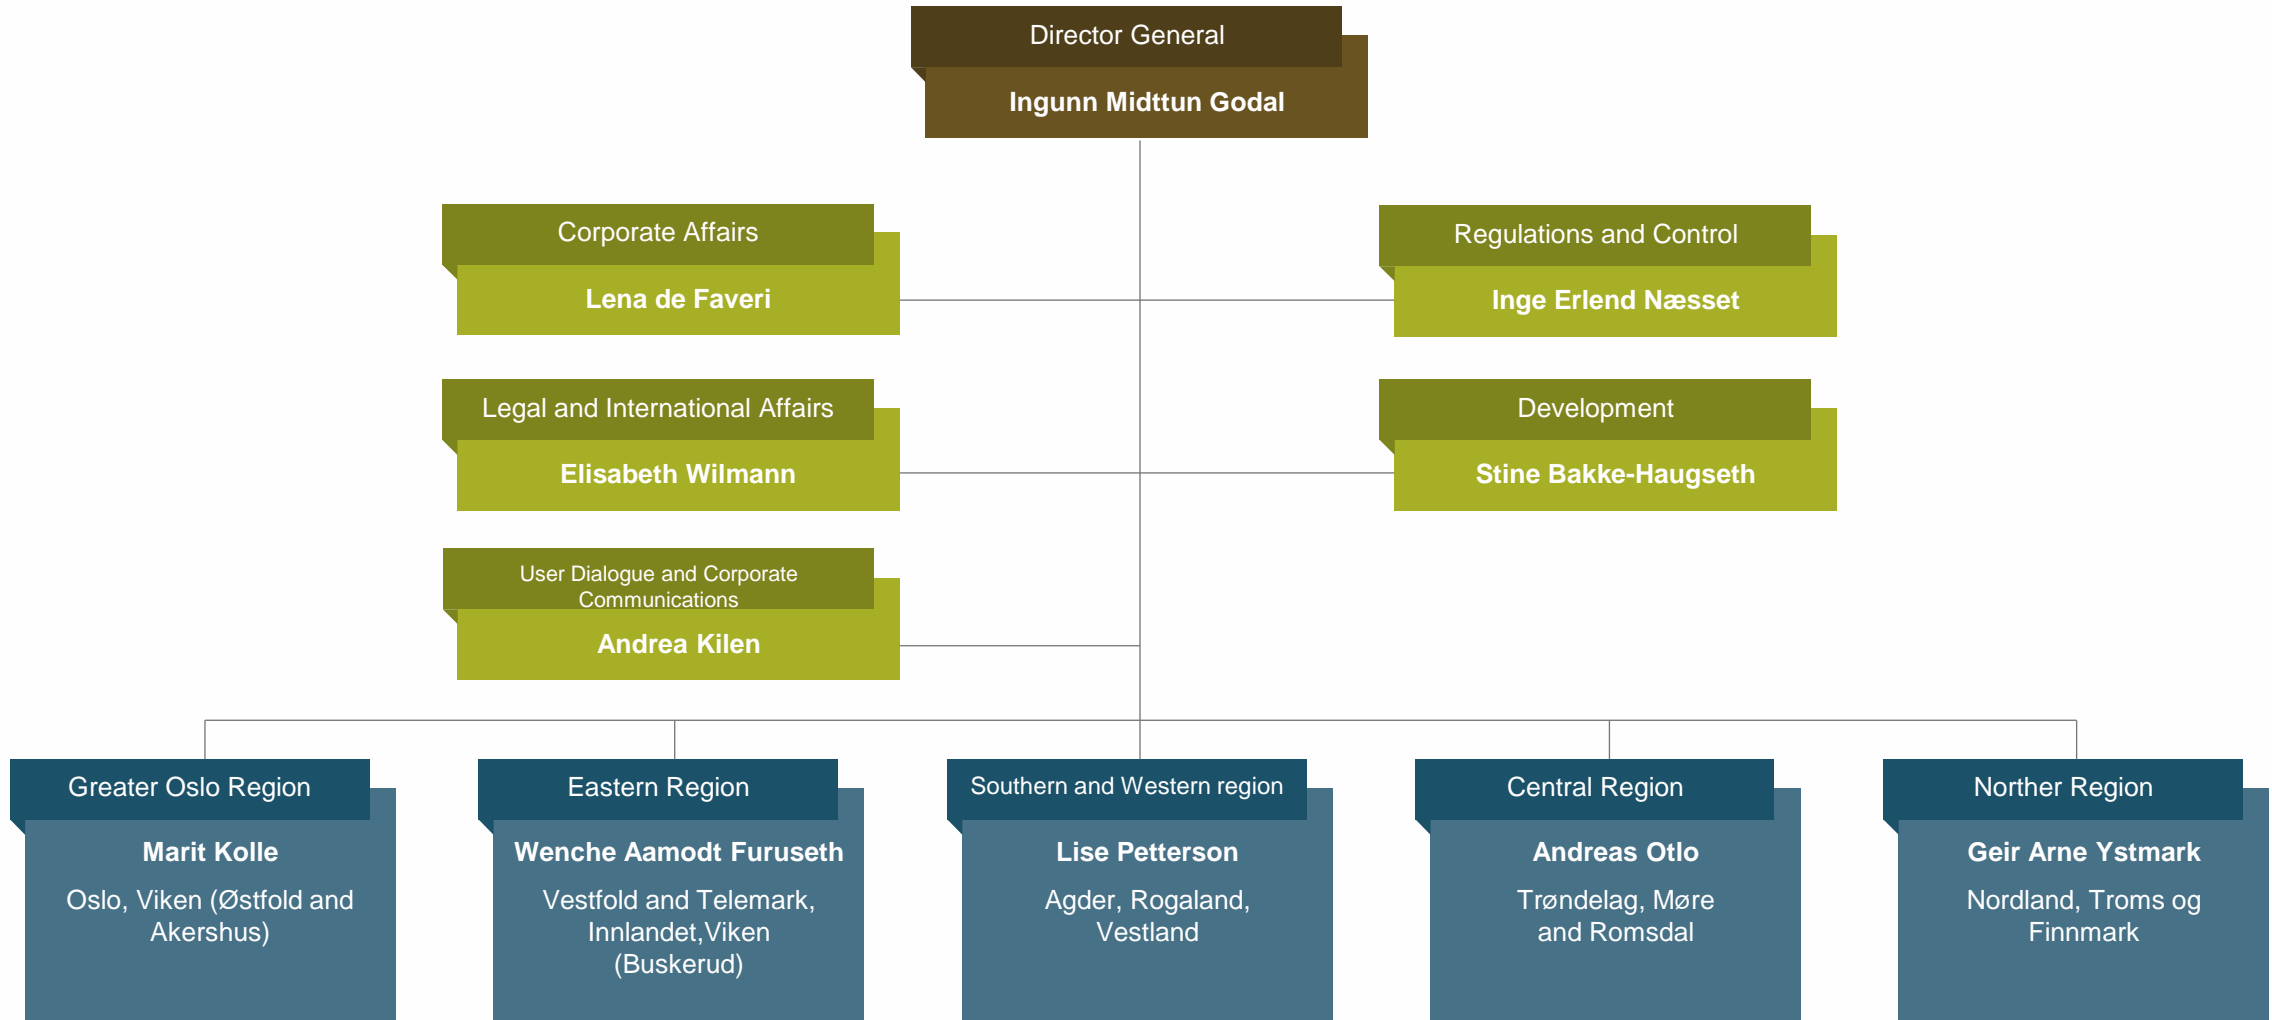 Director General
Ingunn Midttun Godal
Corporate Affairs
Lena de Faveri
Regulations and Control
Inge Erlend Næsset
Legal and International Affairs
Elisabeth Wilmann
Development
Stine Bakke-Haugseth
User Dialogue and Corporate
Communications
Andrea Kilen
Greater Oslo Region
Marit Kolle
Oslo, Viken (Østfold and
Akershus)
Eastern Region
Wenche Aamodt Furuseth
Vestfold and Telemark,
Innlandet,Viken
(Buskerud)
Southern and Western region
Lise Petterson
Agder, Rogaland,
Vestland
Central Region
Andreas Otlo
Trøndelag, Møre
and Romsdal
Norther Region
Geir Arne Ystmark
Nordland, Troms og
Finnmark